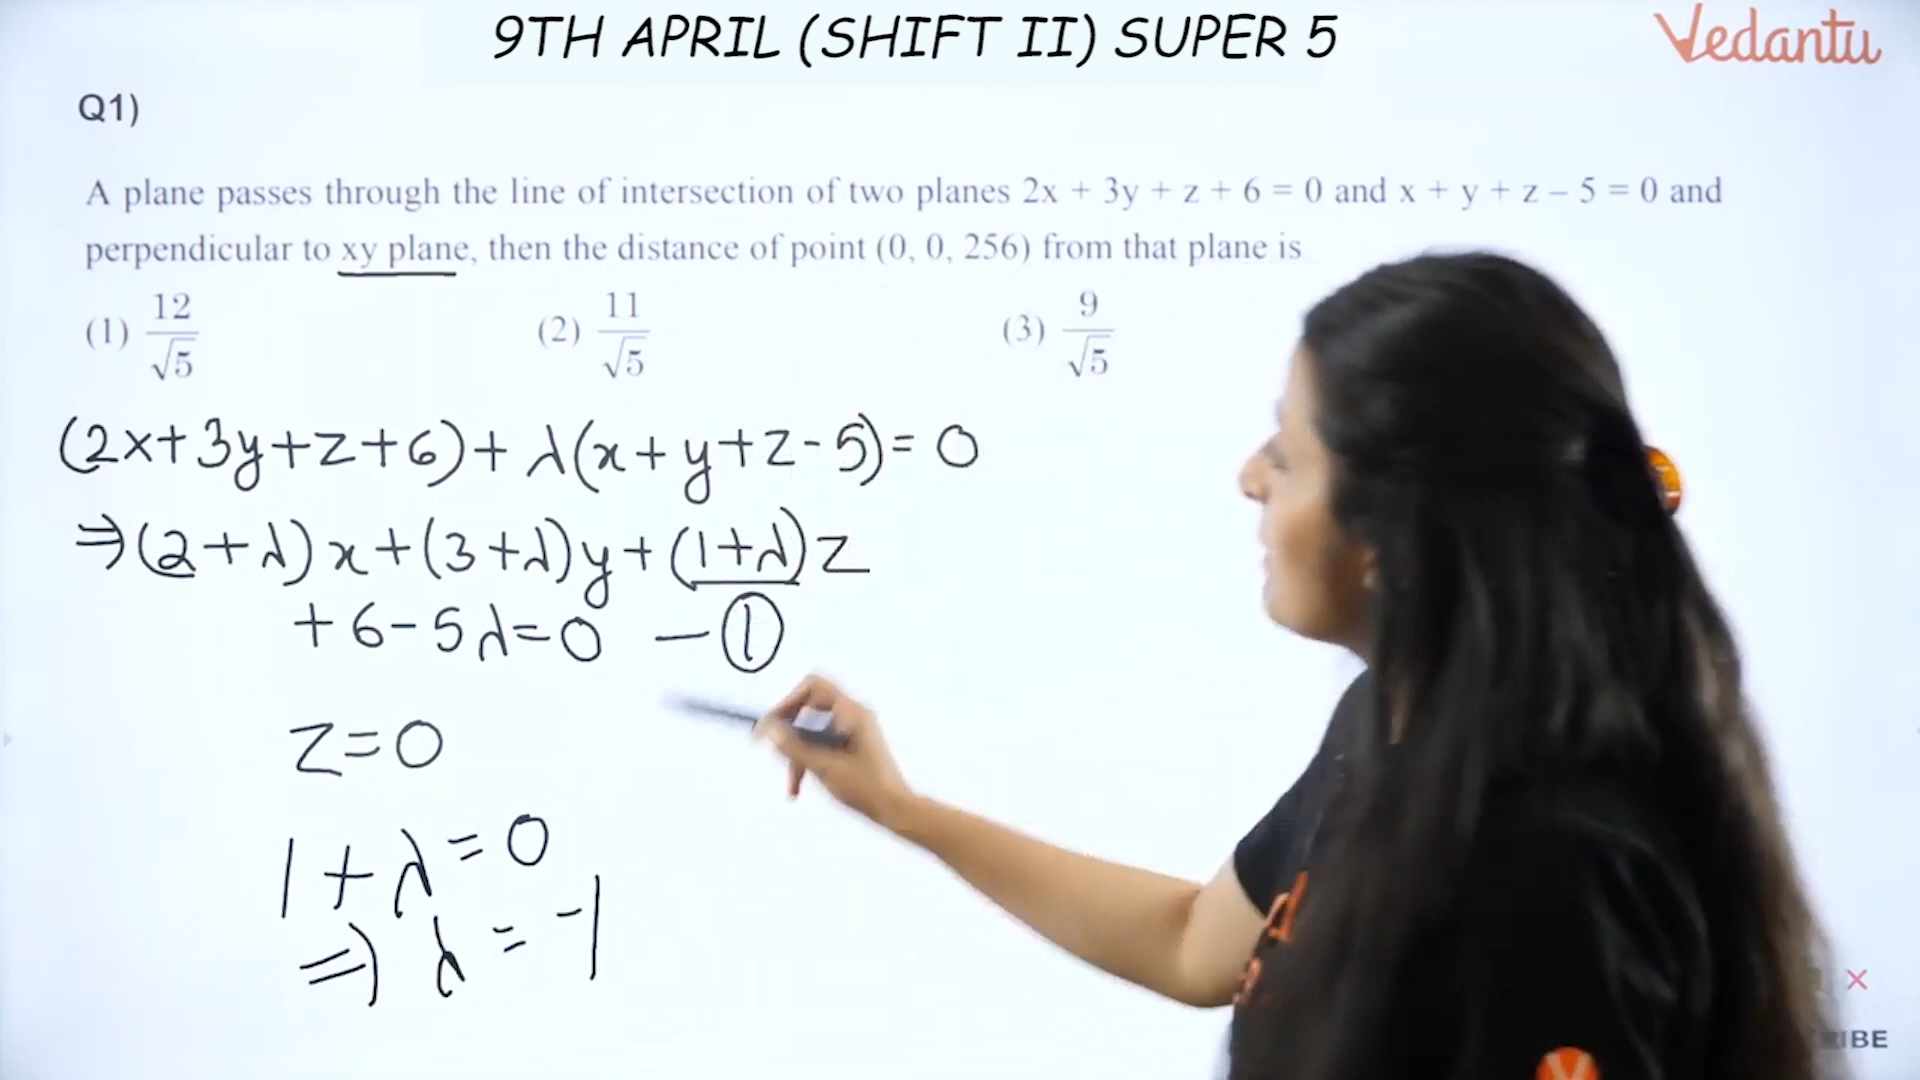 9TH APRIL (SHIFT II) SUPER 5
Vedantu
Q1)
A plane passes through the line of intersection of two planes 2x + 3y + z + 6 = 0 and x + y + z – 5 = 0 and
perpendicular to xy plane, then the distance of point (0, 0, 256) from that plane is
(1) 12/√5 (2) 11/√5 (3) 9/√5
(2x+3y+z+6)+ λ(x+y+z-5)= 0
⇒(2+λ)x+(3+λ)y+(1+λ)z
+6-5λ=0 —①
z=0
1+λ=0
⇒ λ = -1